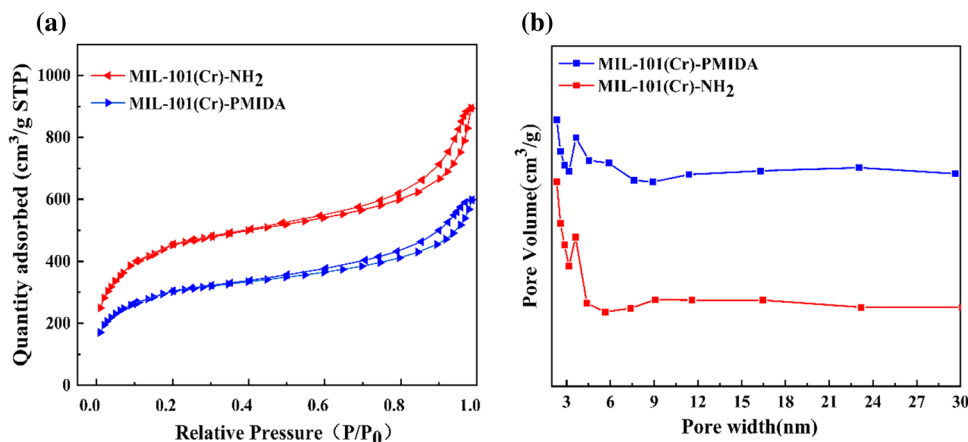 (a)
Quantity adsorbed (cm³/g STP)
1000
800
600
400
200
0
MIL-101(Cr)-NH₂
MIL-101(Cr)-PMIDA
0.0 0.2 0.4 0.6 0.8 1.0
Relative Pressure（P/P₀）
(b)
Pore Volume(cm³/g)
MIL-101(Cr)-PMIDA
MIL-101(Cr)-NH₂
3 6 9 12 15 18 21 24 27 30
Pore width(nm)